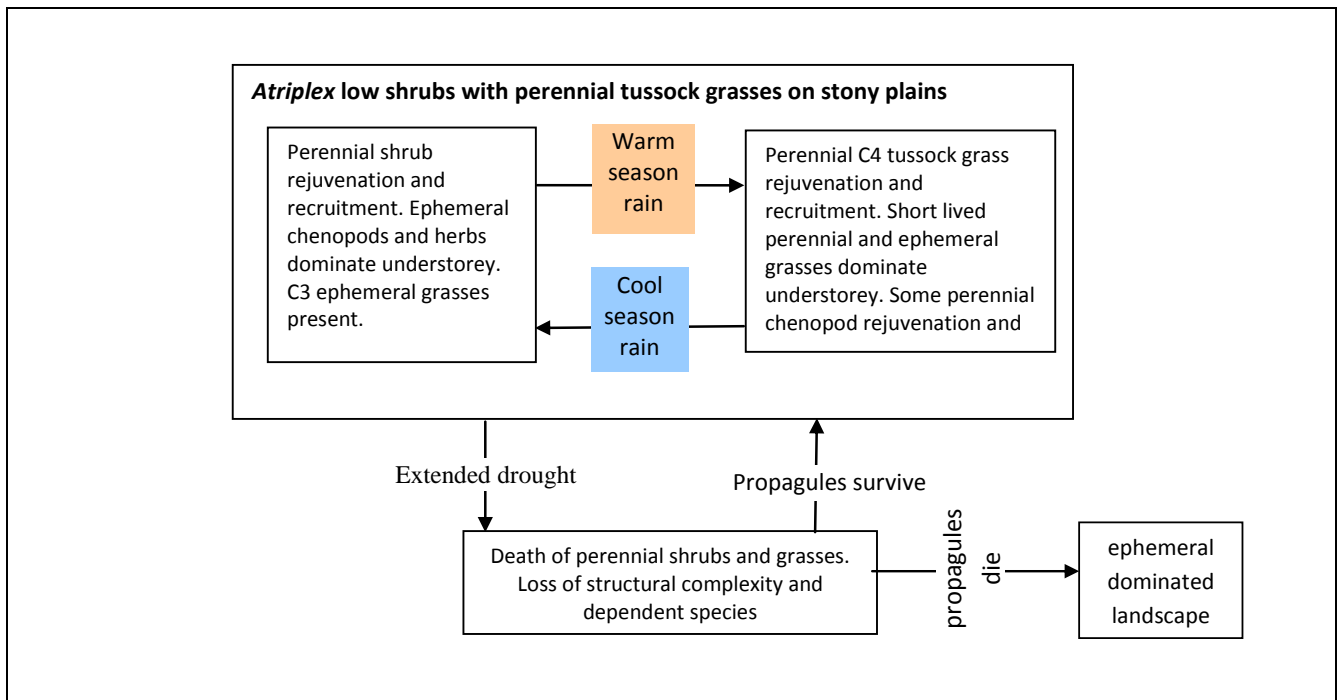 Atriplex low shrubs with perennial tussock grasses on stony plains
Perennial shrub
rejuvenation and
recruitment. Ephemeral
chenopods and herbs
dominate understorey.
C3 ephemeral grasses
present.
Warm
season
rain
Cool
season
rain
Perennial C4 tussock grass
rejuvenation and
recruitment. Short lived
perennial and ephemeral
grasses dominate
understorey. Some perennial
chenopod rejuvenation and
Extended drought
Propagules survive
Death of perennial shrubs and grasses.
Loss of structural complexity and
dependent species
propagules
die
ephemeral
dominated
landscape